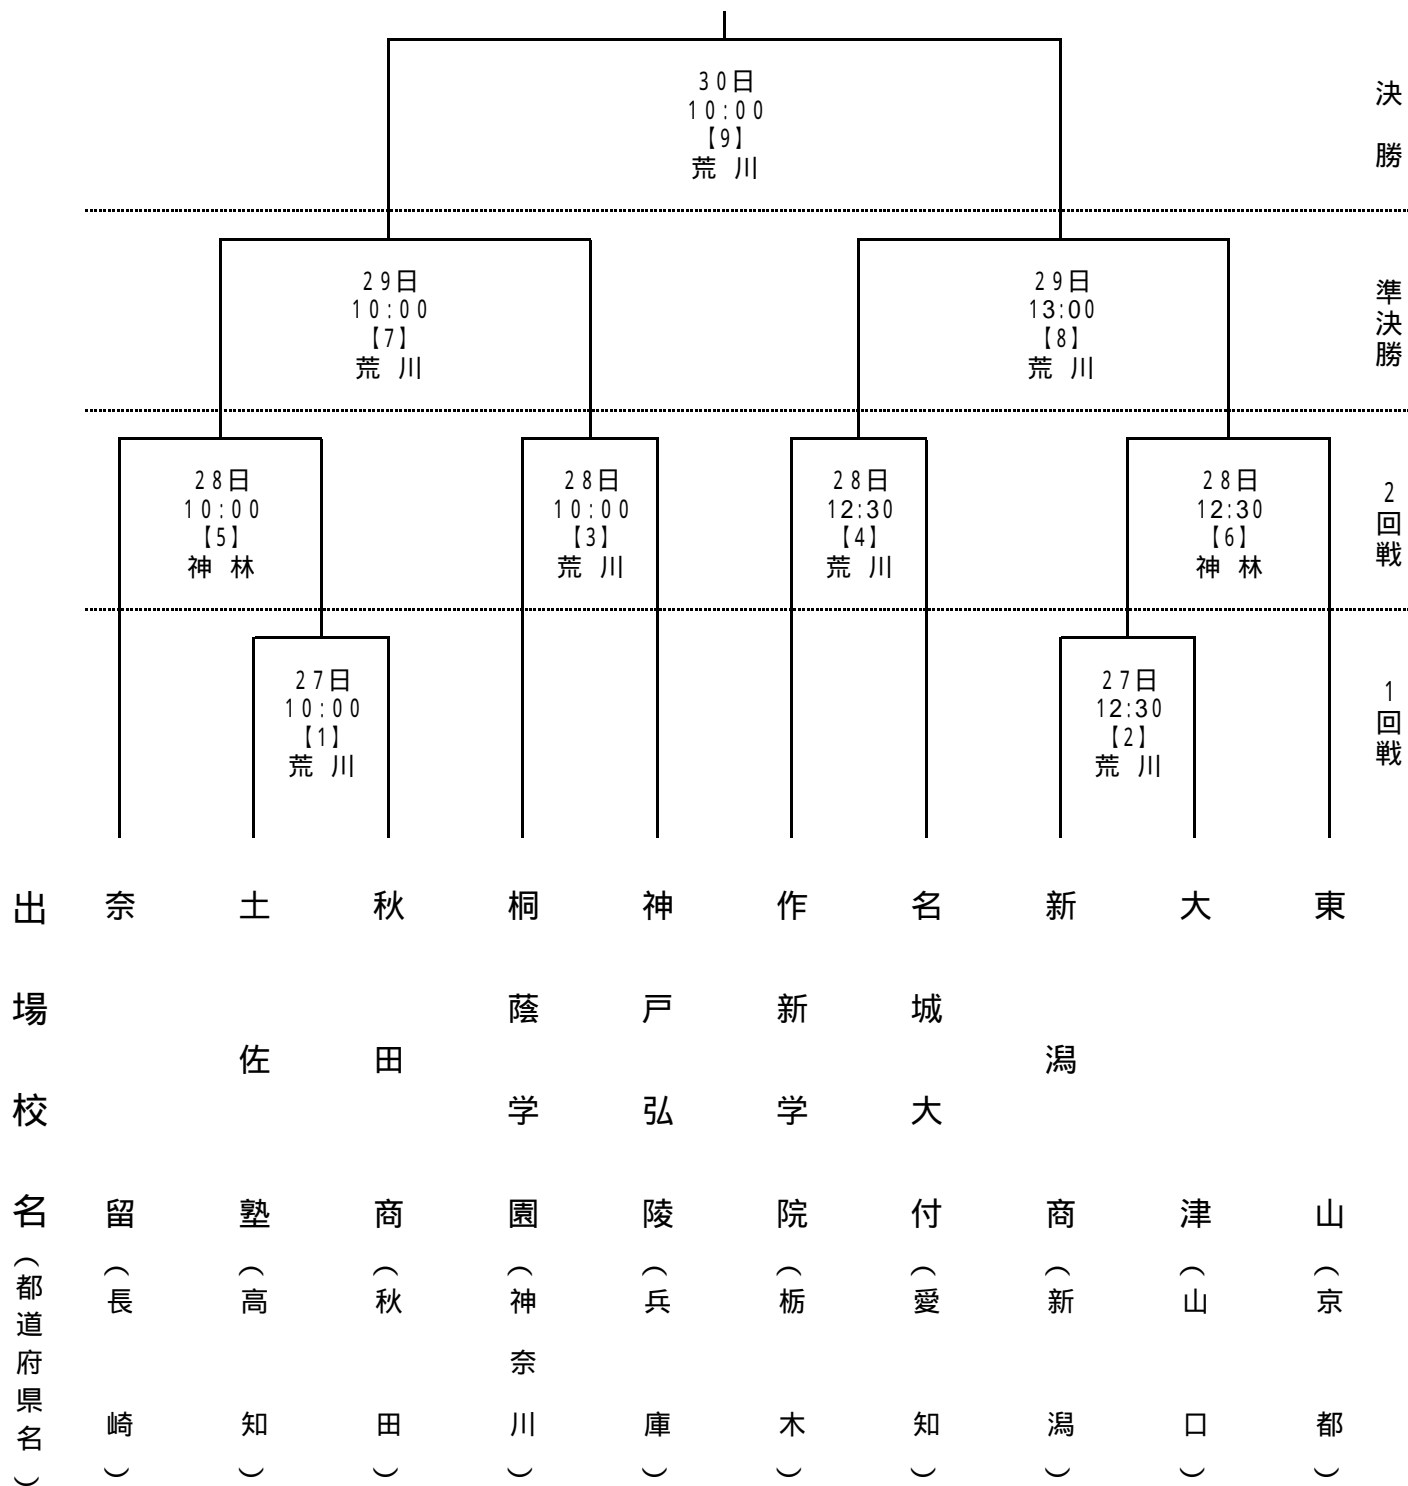 30日
10:00
【9】
荒川
決勝
29日
10:00
【7】
荒川
29日
13:00
【8】
荒川
準決勝
28日
10:00
【5】
神林
28日
10:00
【3】
荒川
28日
12:30
【4】
荒川
28日
12:30
【6】
神林
2回戦
27日
10:00
【1】
荒川
27日
12:30
【2】
荒川
1回戦
出場校名(都道府県名)
奈留(長崎)
土佐塾(高知)
秋田商(秋田)
桐蔭学園(神奈川)
神戸弘陵(兵庫)
作新学院(栃木)
名城大付(愛知)
新潟商(新潟)
大津(山口)
東山(京都)